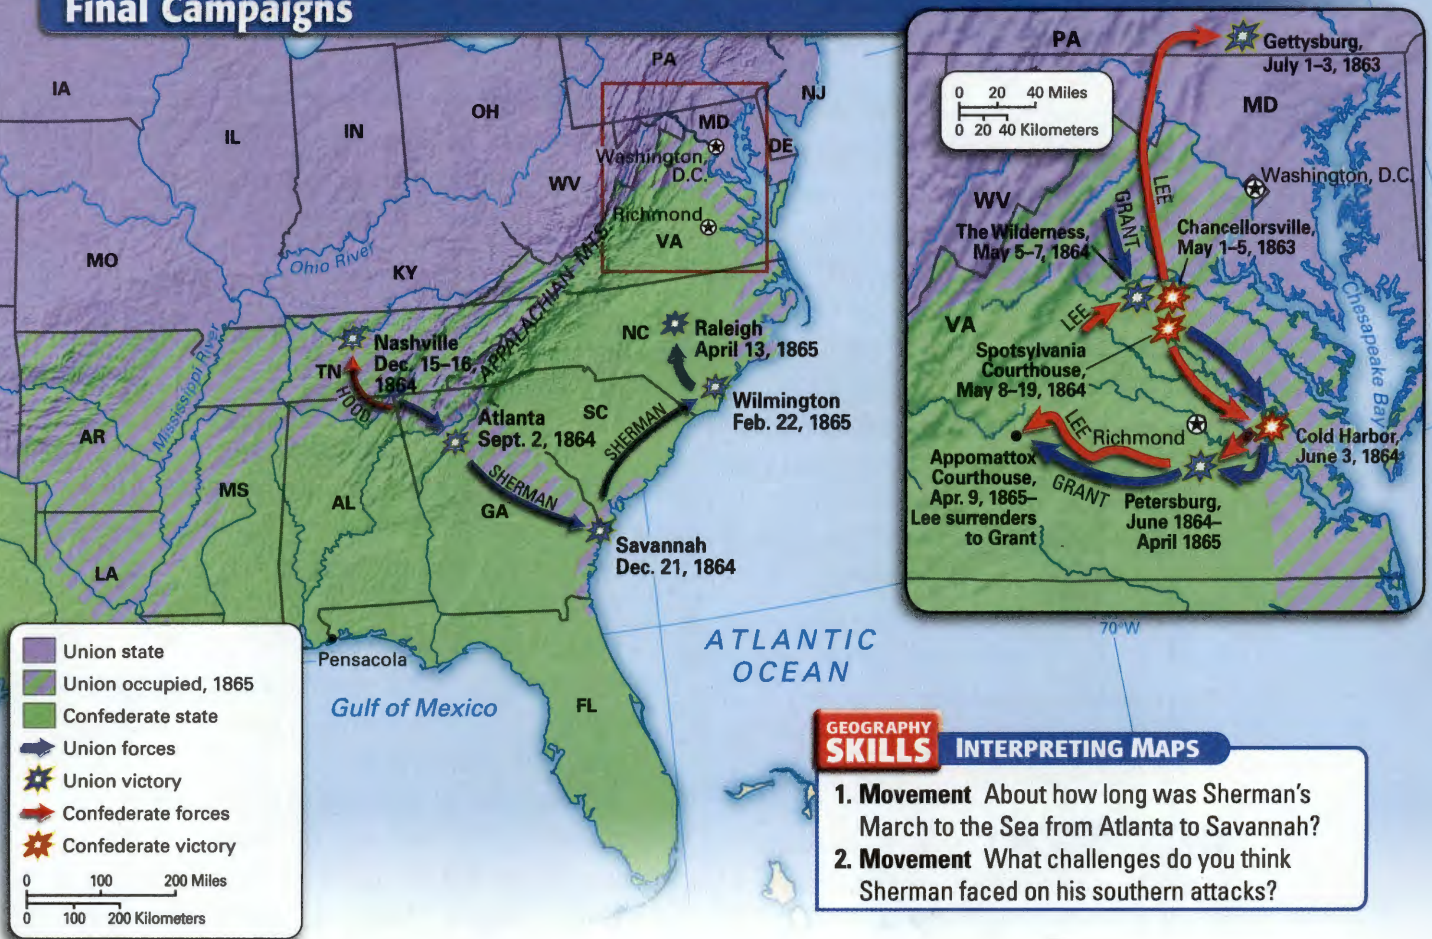 Final Campaigns
IA
IL
IN
OH
PA
NJ
MD
DE
Washington,
D.C.
WV
Richmond
VA
MO
Ohio River
KY
APPALACHIAN MTS.
Mississippi River
NC
Raleigh
April 13, 1865
Nashville
Dec. 15–16,
1864
TN
HOOD
Wilmington
Feb. 22, 1865
Atlanta
Sept. 2, 1864
SC
SHERMAN
AR
MS
AL
GA
SHERMAN
Savannah
Dec. 21, 1864
LA
Pensacola
Gulf of Mexico
FL
ATLANTIC
OCEAN
70°W
Union state
Union occupied, 1865
Confederate state
Union forces
Union victory
Confederate forces
Confederate victory
0 100 200 Miles
0 100 200 Kilometers
PA
Gettysburg,
July 1–3, 1863
0 20 40 Miles
0 20 40 Kilometers
MD
Washington, D.C.
WV
GRANT
LEE
The Wilderness,
May 5–7, 1864
Chancellorsville,
May 1–5, 1863
VA
LEE
Spotsylvania
Courthouse,
May 8–19, 1864
Chesapeake Bay
LEE
Richmond
Cold Harbor,
June 3, 1864
Appomattox
Courthouse,
Apr. 9, 1865–
Lee surrenders
to Grant
GRANT
Petersburg,
June 1864–
April 1865
GEOGRAPHY
SKILLS
INTERPRETING MAPS
1. Movement About how long was Sherman's
March to the Sea from Atlanta to Savannah?
2. Movement What challenges do you think
Sherman faced on his southern attacks?